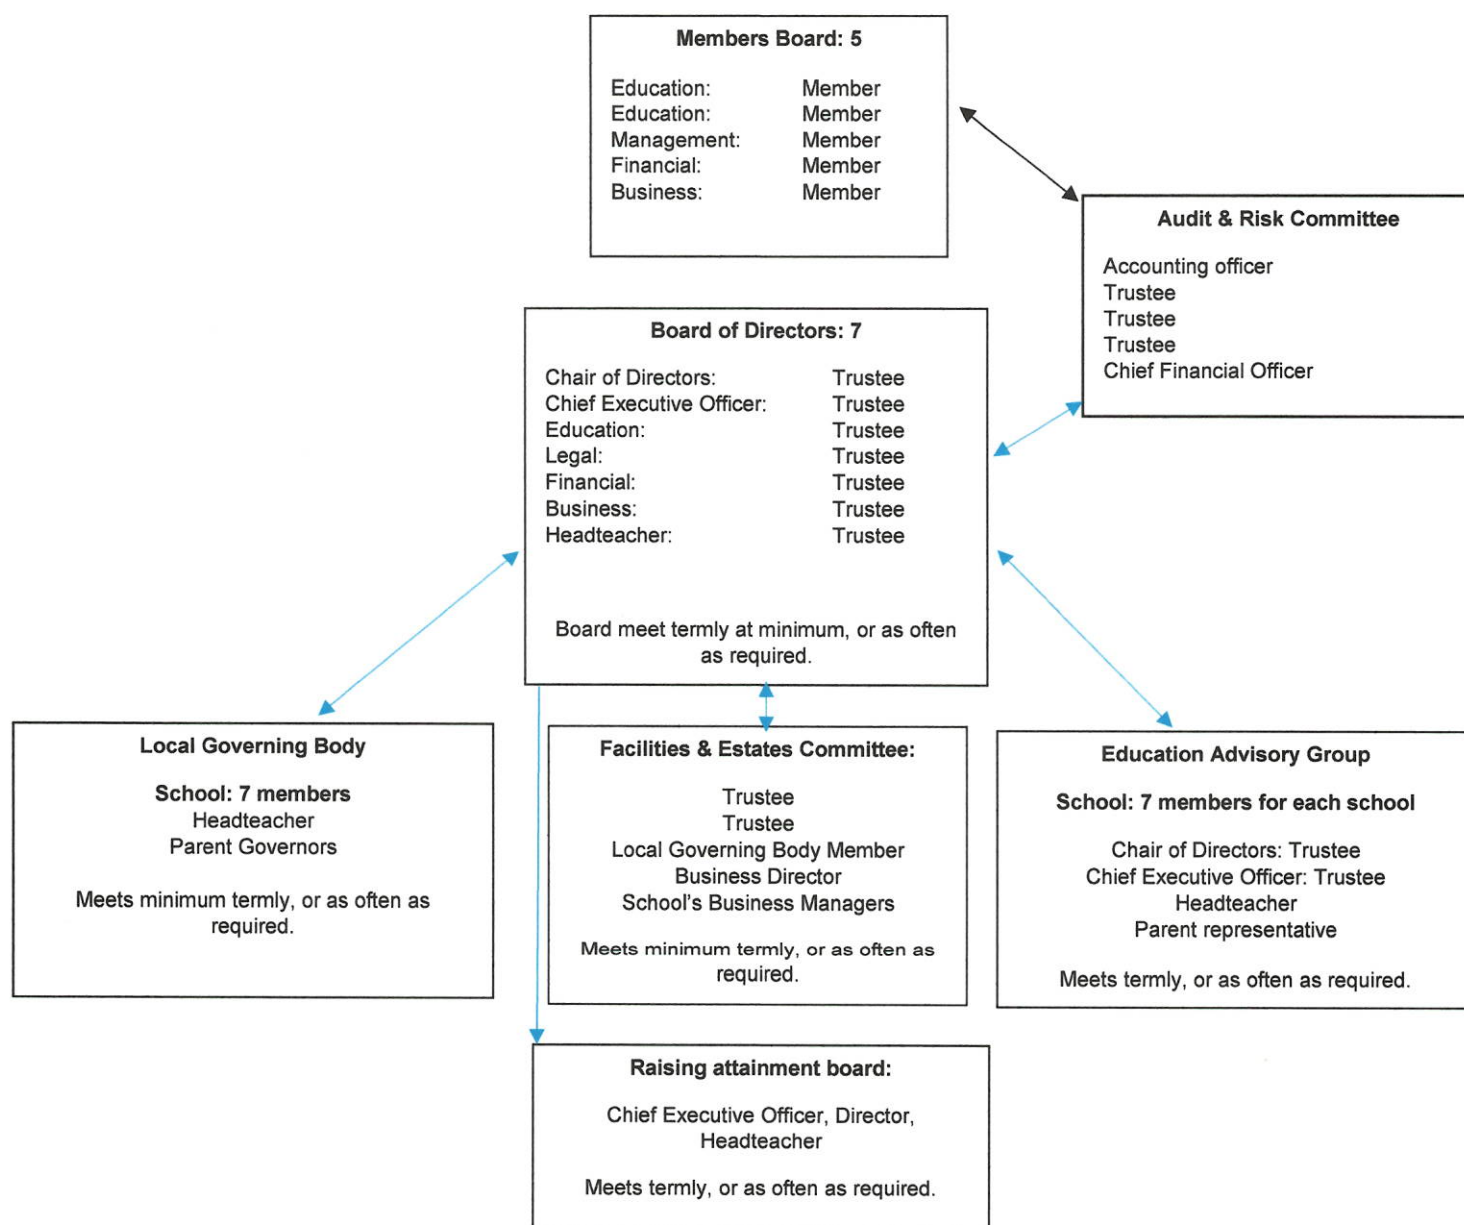 Members Board: 5
Education: Member
Education: Member
Management: Member
Financial: Member
Business: Member
Audit & Risk Committee
Accounting officer
Trustee
Trustee
Trustee
Chief Financial Officer
Board of Directors: 7
Chair of Directors: Trustee
Chief Executive Officer: Trustee
Education: Trustee
Legal: Trustee
Financial: Trustee
Business: Trustee
Headteacher: Trustee
Board meet termly at minimum, or as often
as required.
Local Governing Body
School: 7 members
Headteacher
Parent Governors
Meets minimum termly, or as often as
required.
Facilities & Estates Committee:
Trustee
Trustee
Local Governing Body Member
Business Director
School's Business Managers
Meets minimum termly, or as often as
required.
Education Advisory Group
School: 7 members for each school
Chair of Directors: Trustee
Chief Executive Officer: Trustee
Headteacher
Parent representative
Meets termly, or as often as required.
Raising attainment board:
Chief Executive Officer, Director,
Headteacher
Meets termly, or as often as required.